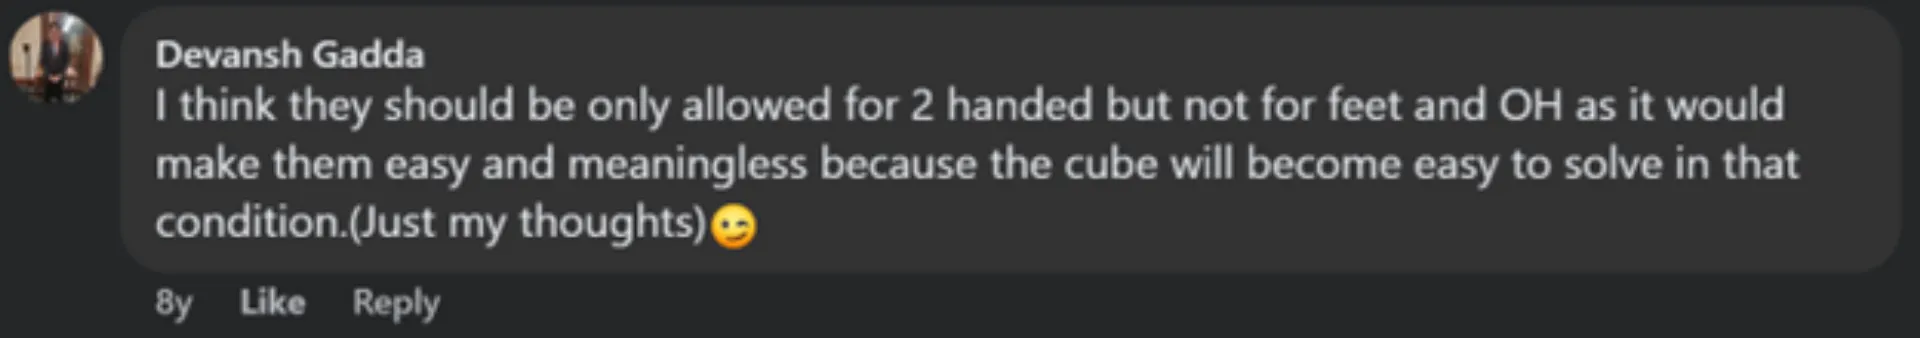 Devansh Gadda
I think they should be only allowed for 2 handed but not for feet and OH as it would
make them easy and meaningless because the cube will become easy to solve in that
condition.(Just my thoughts)😉
8y Like Reply